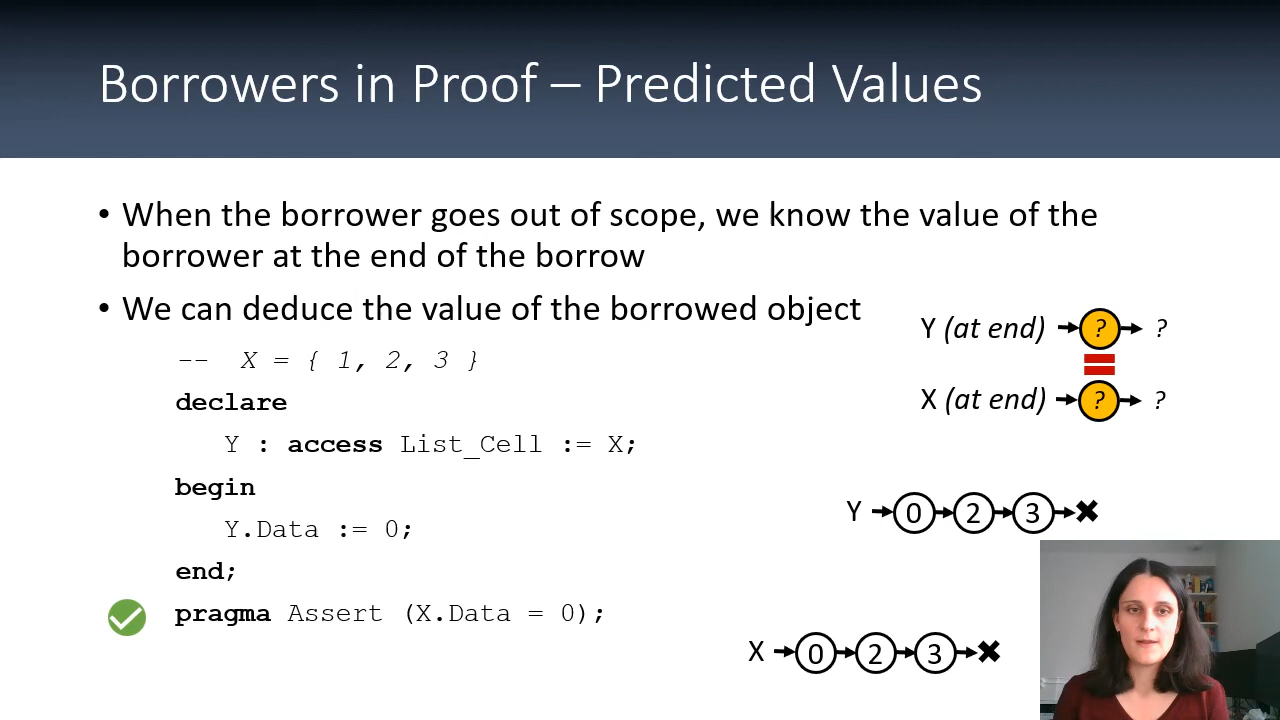 Borrowers in Proof – Predicted Values
• When the borrower goes out of scope, we know the value of the
borrower at the end of the borrow
• We can deduce the value of the borrowed object
Y (at end) ? ?
=
X (at end) ? ?
-- X = { 1, 2, 3 }
declare
Y : access List_Cell := X;
begin
Y.Data := 0;
end;
pragma Assert (X.Data = 0);
Y 0 2 3
X 0 2 3